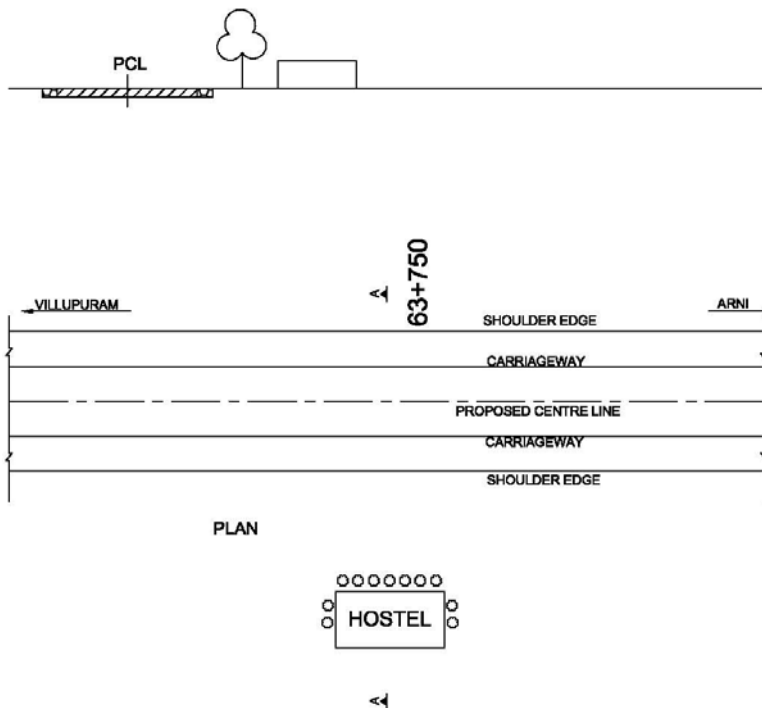 PCL
A
63+750
VILLUPURAM
ARNI
SHOULDER EDGE
CARRIAGEWAY
PROPOSED CENTRE LINE
CARRIAGEWAY
SHOULDER EDGE
PLAN
HOSTEL
A